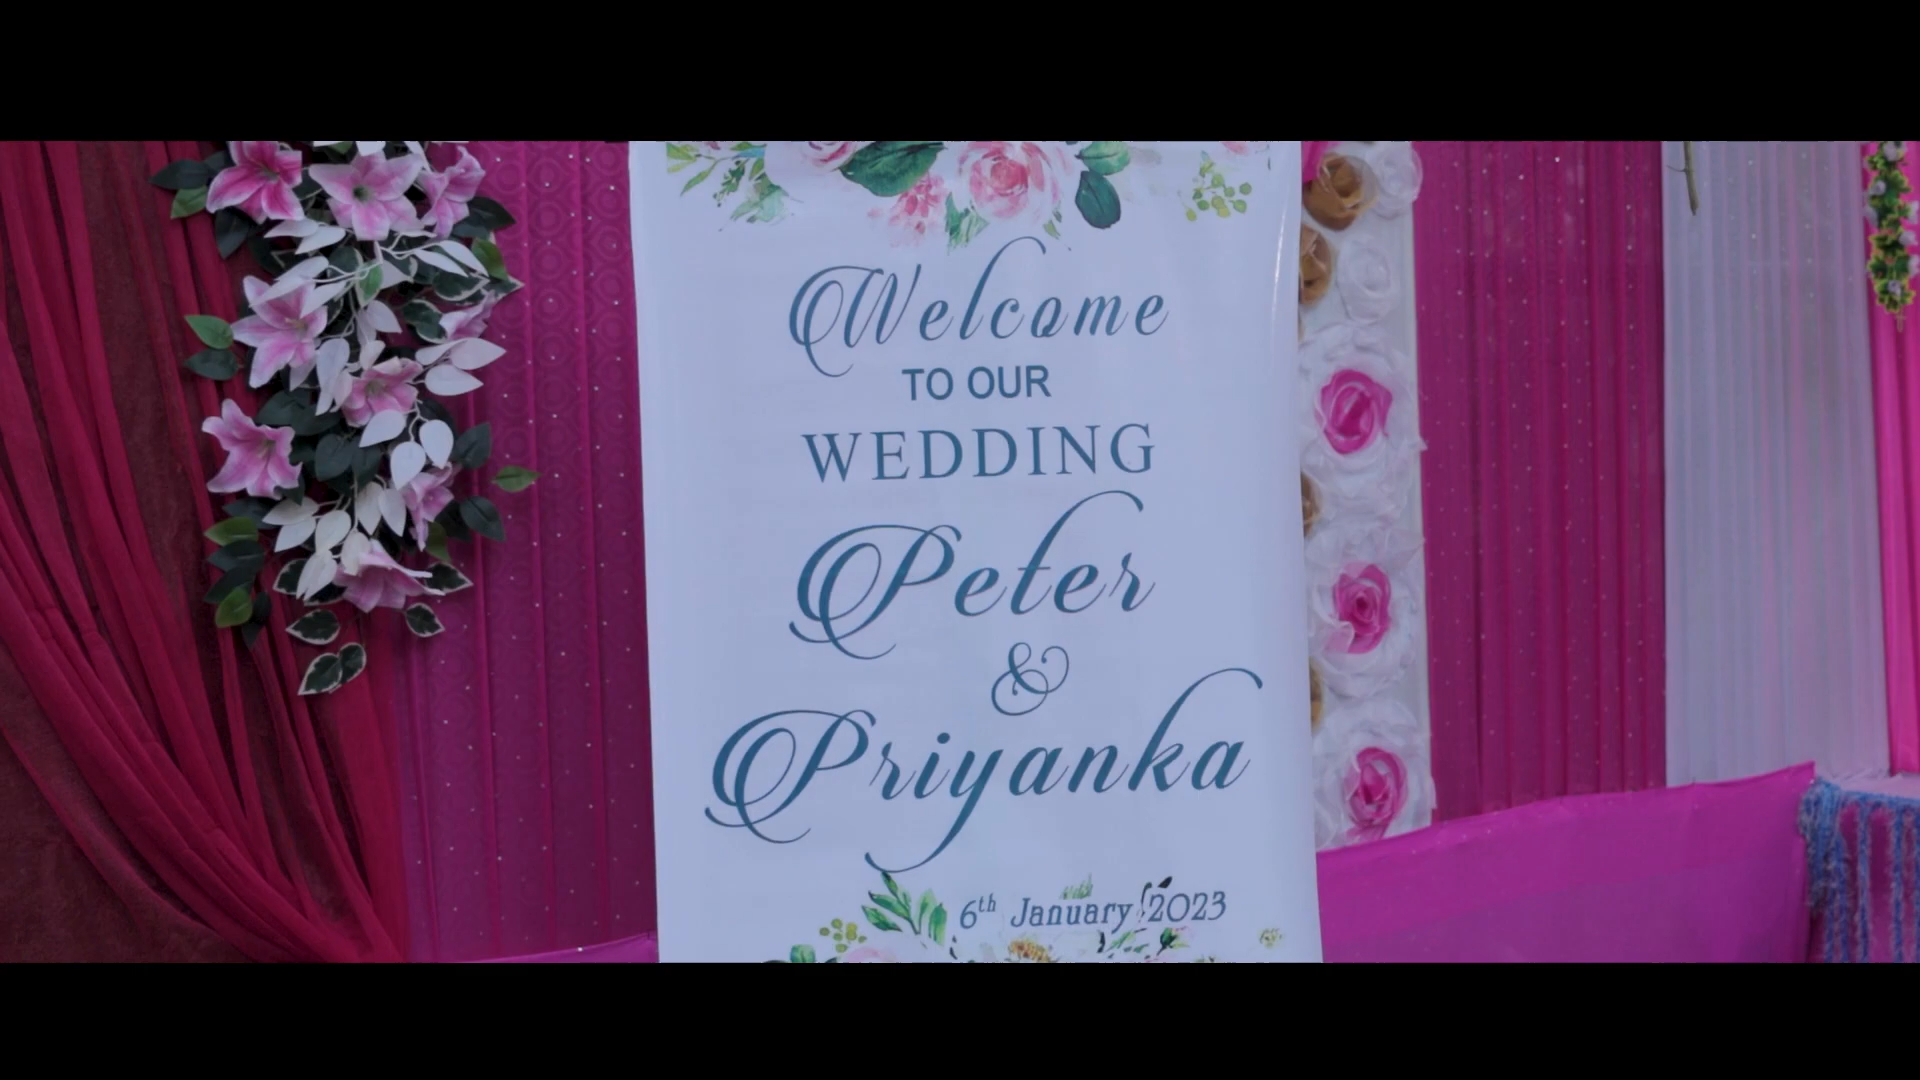 Welcome
TO OUR
WEDDING
Peter
&
Priyanka
6th January 2023